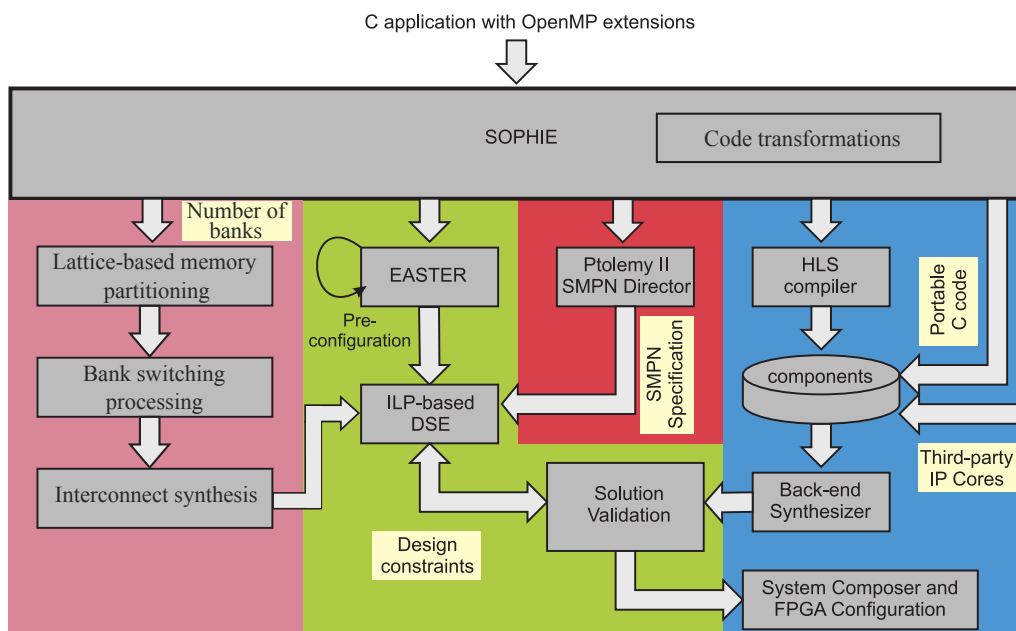 C application with OpenMP extensions
SOPHIE
Code transformations
Number of
banks
Lattice-based memory
partitioning
Bank switching
processing
Interconnect synthesis
EASTER
Pre-
configuration
ILP-based
DSE
Design
constraints
Ptolemy II
SMPN Director
SMPN
Specification
Solution
Validation
HLS
compiler
Portable
C code
components
Third-party
IP Cores
Back-end
Synthesizer
System Composer and
FPGA Configuration